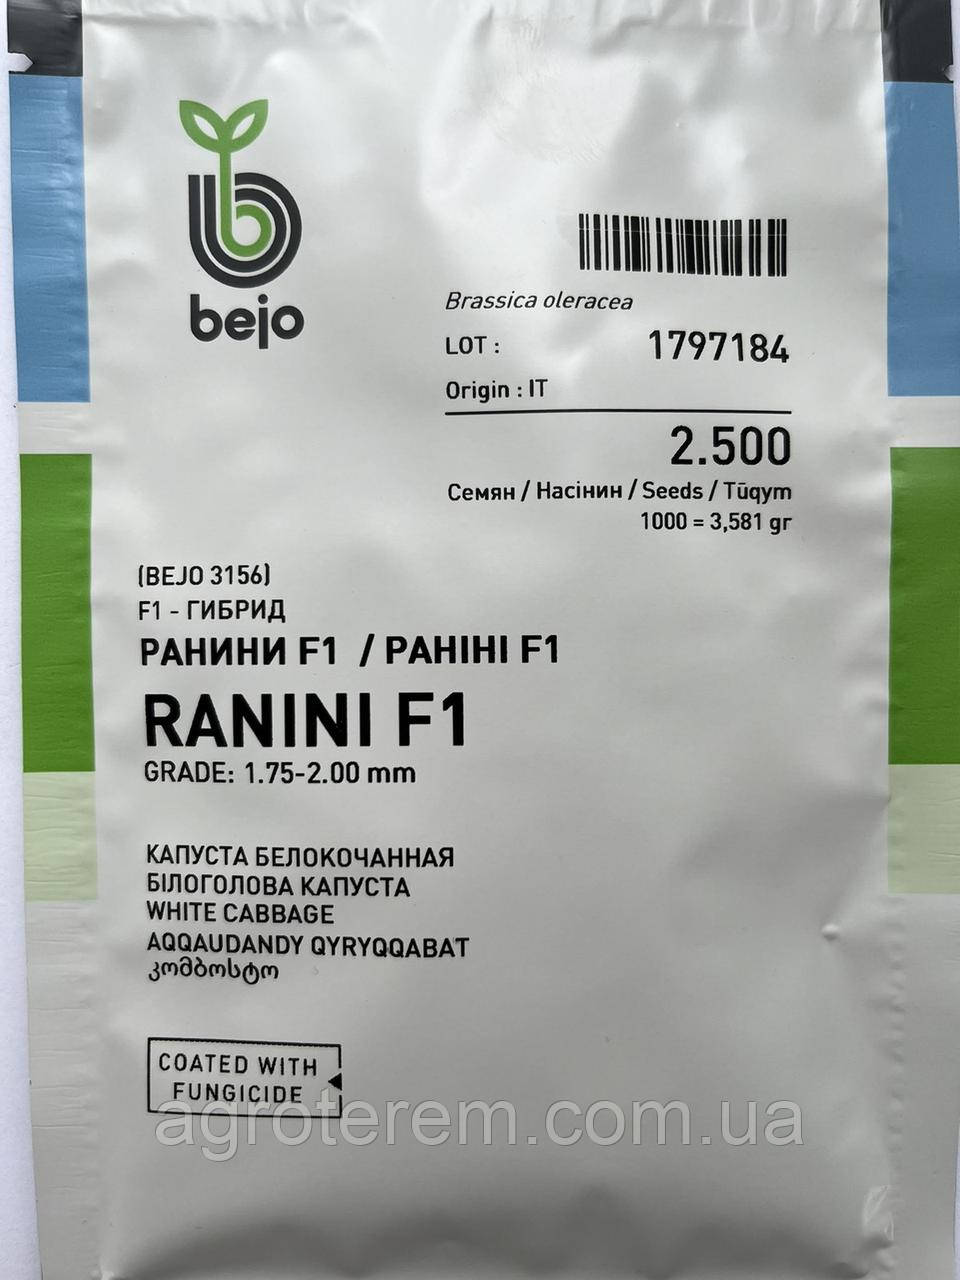 bejo
Brassica oleracea
LOT : 1797184
Origin : IT
2.500
Семян / Насінин / Seeds / Tūqym
1000 = 3,581 gr
(BEJO 3156)
F1 - ГИБРИД
РАНИНИ F1 / РАНІНІ F1
RANINI F1
GRADE: 1.75-2.00 mm
КАПУСТА БЕЛОКОЧАННАЯ
БІЛОГОЛОВА КАПУСТА
WHITE CABBAGE
AQQAUDANDY QYRYQQABAT
კომბოსტო
COATED WITH
FUNGICIDE
agroterem.com.ua